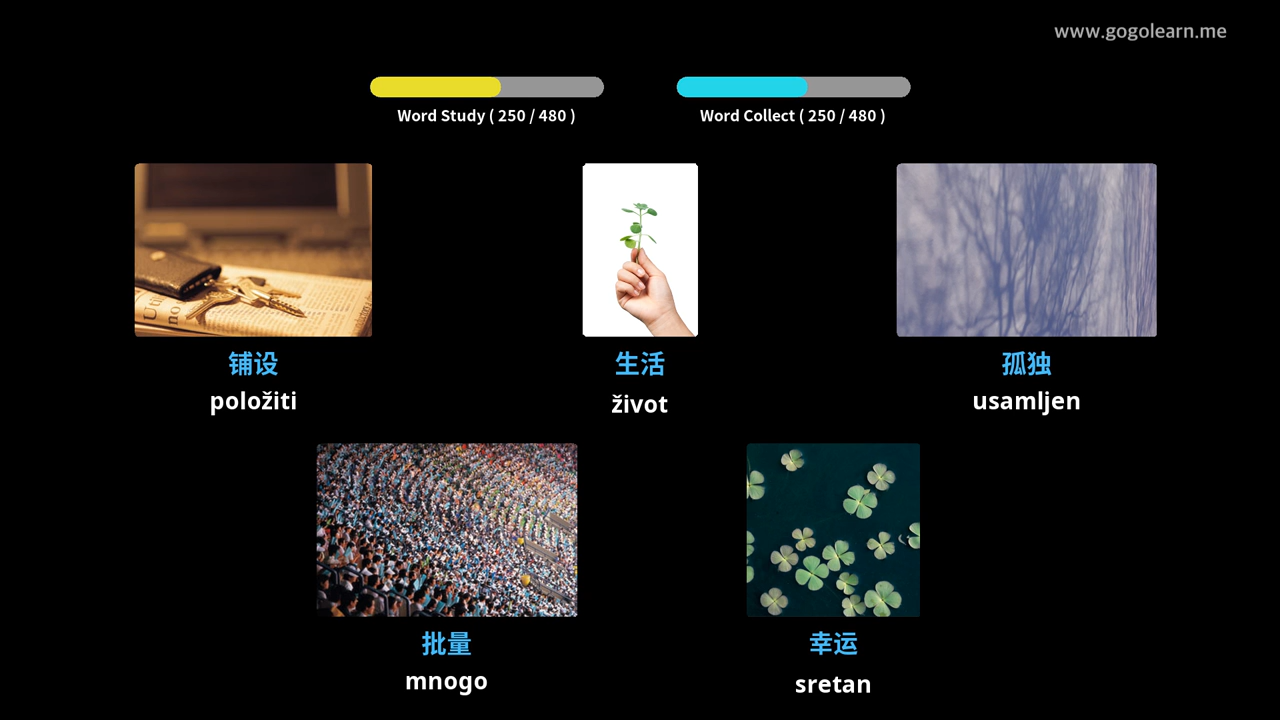 www.gogolearn.me
Word Study ( 250 / 480 )
Word Collect ( 250 / 480 )
铺设
položiti
生活
život
孤独
usamljen
批量
mnogo
幸运
sretan